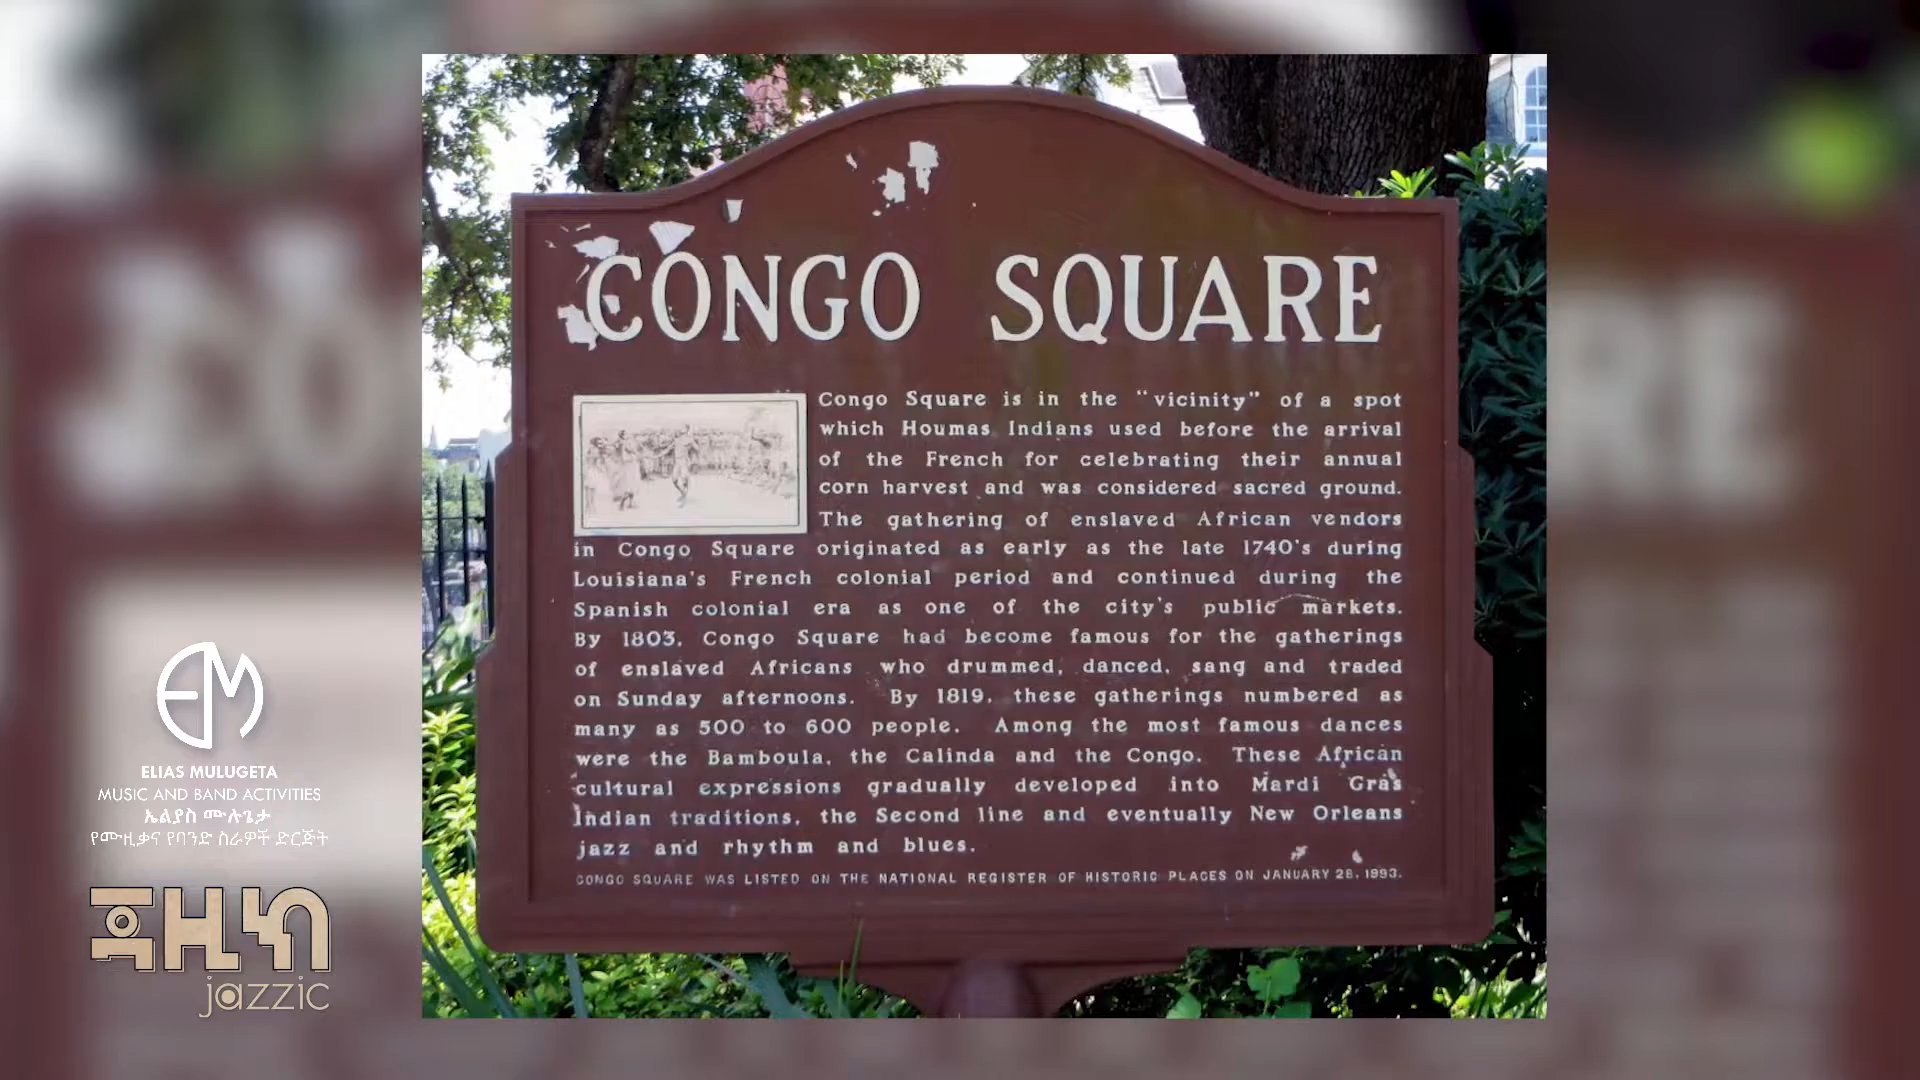 CONGO SQUARE
Congo Square is in the "vicinity" of a spot
which Houmas Indians used before the arrival
of the French for celebrating their annual
corn harvest and was considered sacred ground.
The gathering of enslaved African vendors
in Congo Square originated as early as the late 1740's during
Louisiana's French colonial period and continued during the
Spanish colonial era as one of the city's public markets.
By 1803, Congo Square had become famous for the gatherings
of enslaved Africans who drummed, danced, sang and traded
on Sunday afternoons. By 1819, these gatherings numbered as
many as 500 to 600 people. Among the most famous dances
were the Bamboula, the Calinda and the Congo. These African
cultural expressions gradually developed into Mardi Gras
Indian traditions, the Second line and eventually New Orleans
jazz and rhythm and blues.
CONGO SQUARE WAS LISTED ON THE NATIONAL REGISTER OF HISTORIC PLACES ON JANUARY 28, 1993.
EM
ELIAS MULUGETA
MUSIC AND BAND ACTIVITIES
ኤልያስ ሙሉጌታ
የሙዚቃና የባንድ ስራዎች ድርጅት
ጃዚክ
jazzic